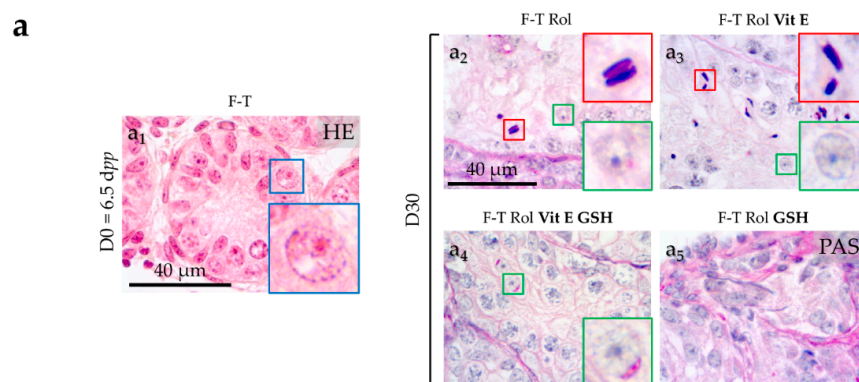 a
F-T
a1
HE
D0 = 6.5 dpp
40 µm
D30
F-T Rol
a2
40 µm
F-T Rol Vit E
a3
F-T Rol Vit E GSH
a4
F-T Rol GSH
a5
PAS